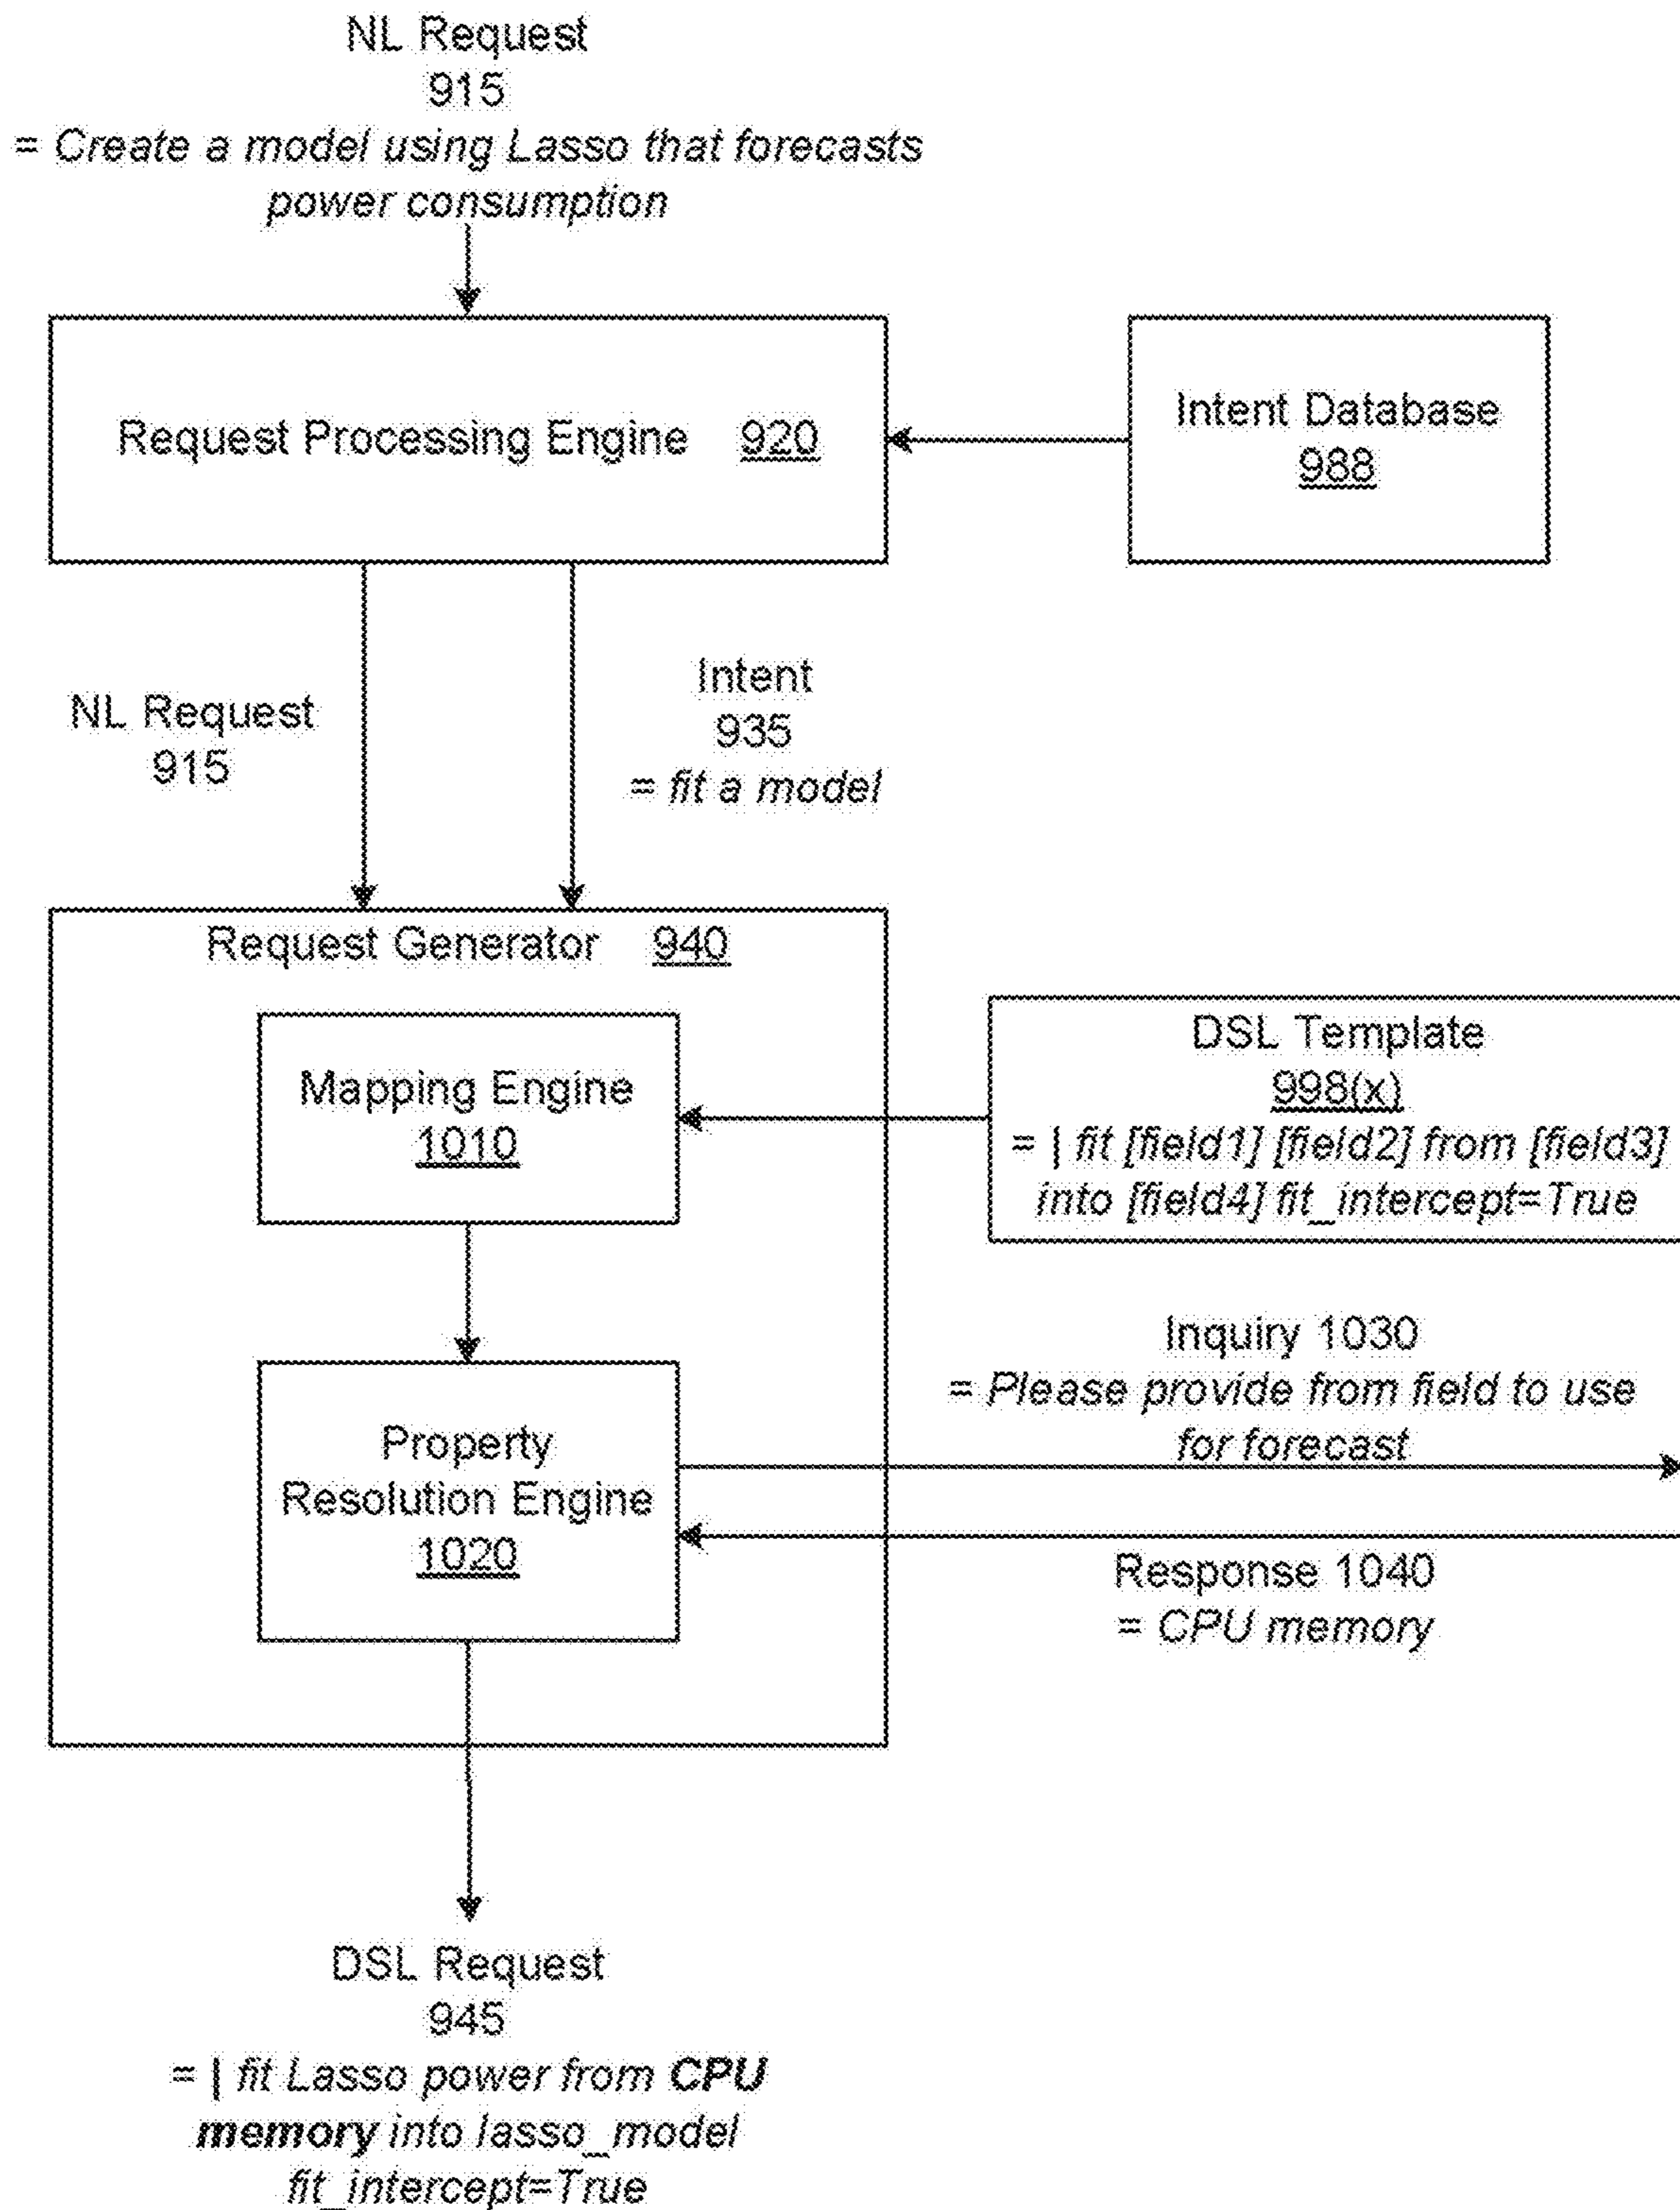 NL Request
915
= Create a model using Lasso that forecasts
power consumption
Request Processing Engine 920
Intent Database
988
NL Request
915
Intent
935
= fit a model
Request Generator 940
Mapping Engine
1010
DSL Template
998(x)
= | fit [field1] [field2] from [field3]
into [field4] fit_intercept=True
Inquiry 1030
= Please provide from field to use
for forecast
Property
Resolution Engine
1020
Response 1040
= CPU memory
DSL Request
945
= | fit Lasso power from CPU
memory into lasso_model
fit_intercept=True